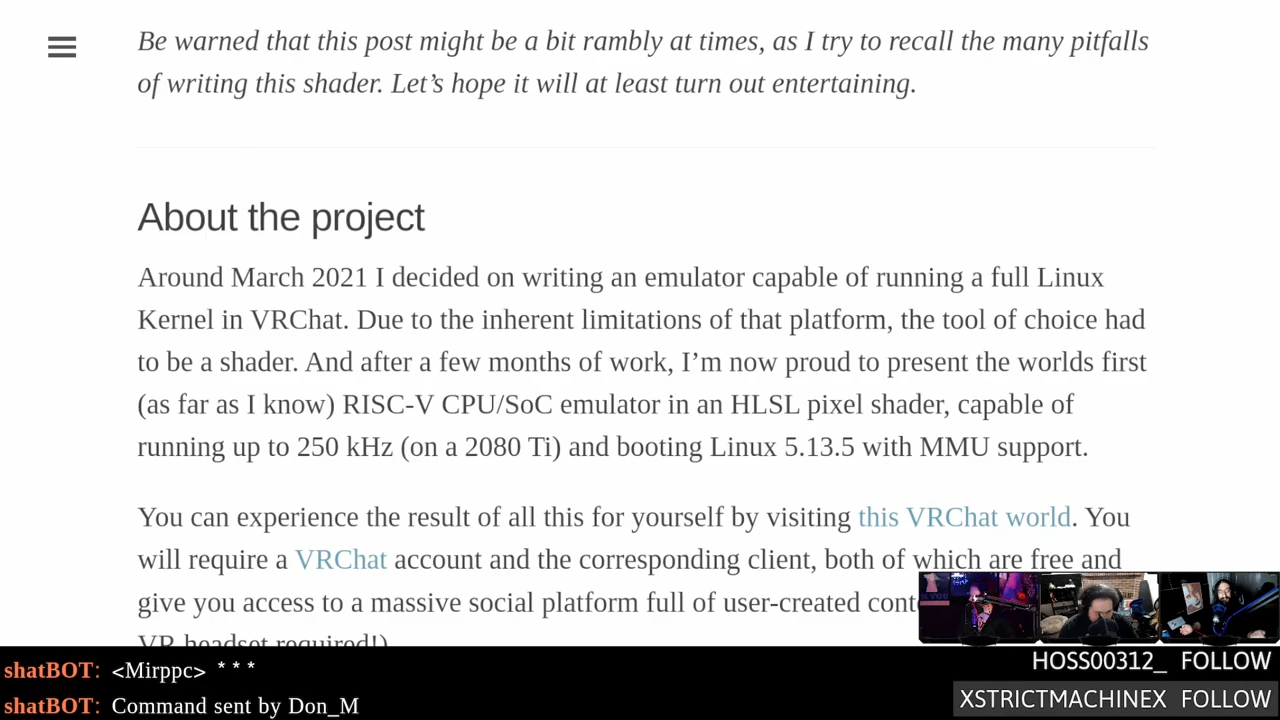 Be warned that this post might be a bit rambly at times, as I try to recall the many pitfalls
of writing this shader. Let’s hope it will at least turn out entertaining.
About the project
Around March 2021 I decided on writing an emulator capable of running a full Linux
Kernel in VRChat. Due to the inherent limitations of that platform, the tool of choice had
to be a shader. And after a few months of work, I’m now proud to present the worlds first
(as far as I know) RISC-V CPU/SoC emulator in an HLSL pixel shader, capable of
running up to 250 kHz (on a 2080 Ti) and booting Linux 5.13.5 with MMU support.
You can experience the result of all this for yourself by visiting this VRChat world. You
will require a VRChat account and the corresponding client, both of which are free and
give you access to a massive social platform full of user-created
VR headset required!)
shatBOT: <Mirppc> * * *
HOSS00312_ FOLLOW
shatBOT: Command sent by Don_M
XSTRICTMACHINEX FOLLOW